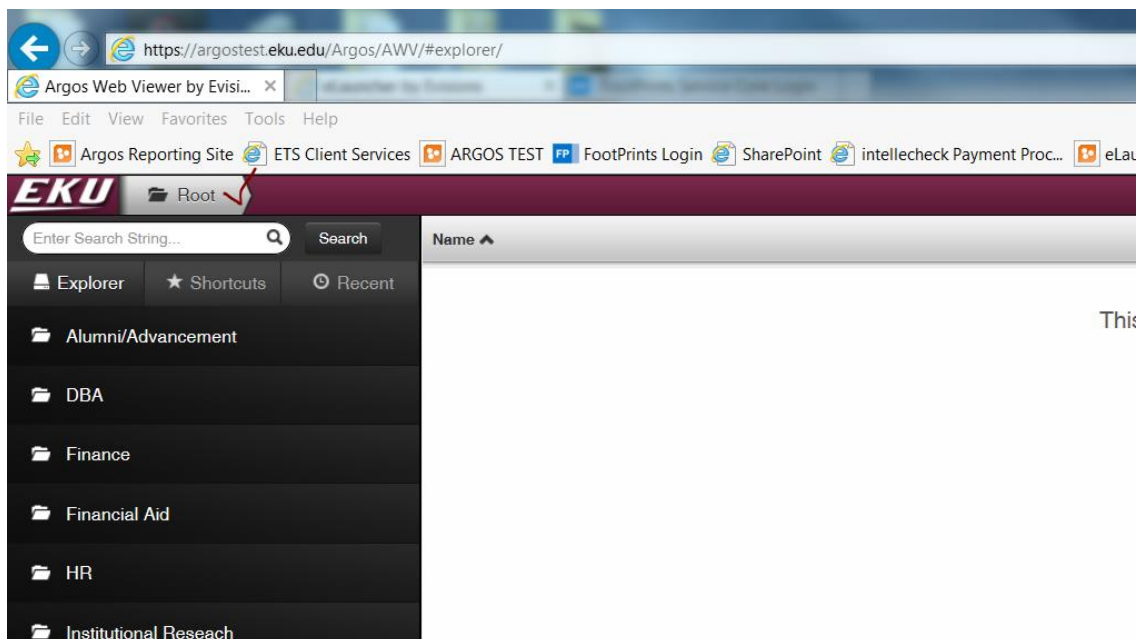 https://argostest.eku.edu/Argos/AWV/#explorer/
Argos Web Viewer by Evisi...
File Edit View Favorites Tools Help
Argos Reporting Site ETS Client Services ARGOS TEST FP FootPrints Login SharePoint intellecheck Payment Proc... eLau
EKU Root
Enter Search String... Search Name
Explorer Shortcuts Recent
This
Alumni/Advancement
DBA
Finance
Financial Aid
HR
Institutional Reseach